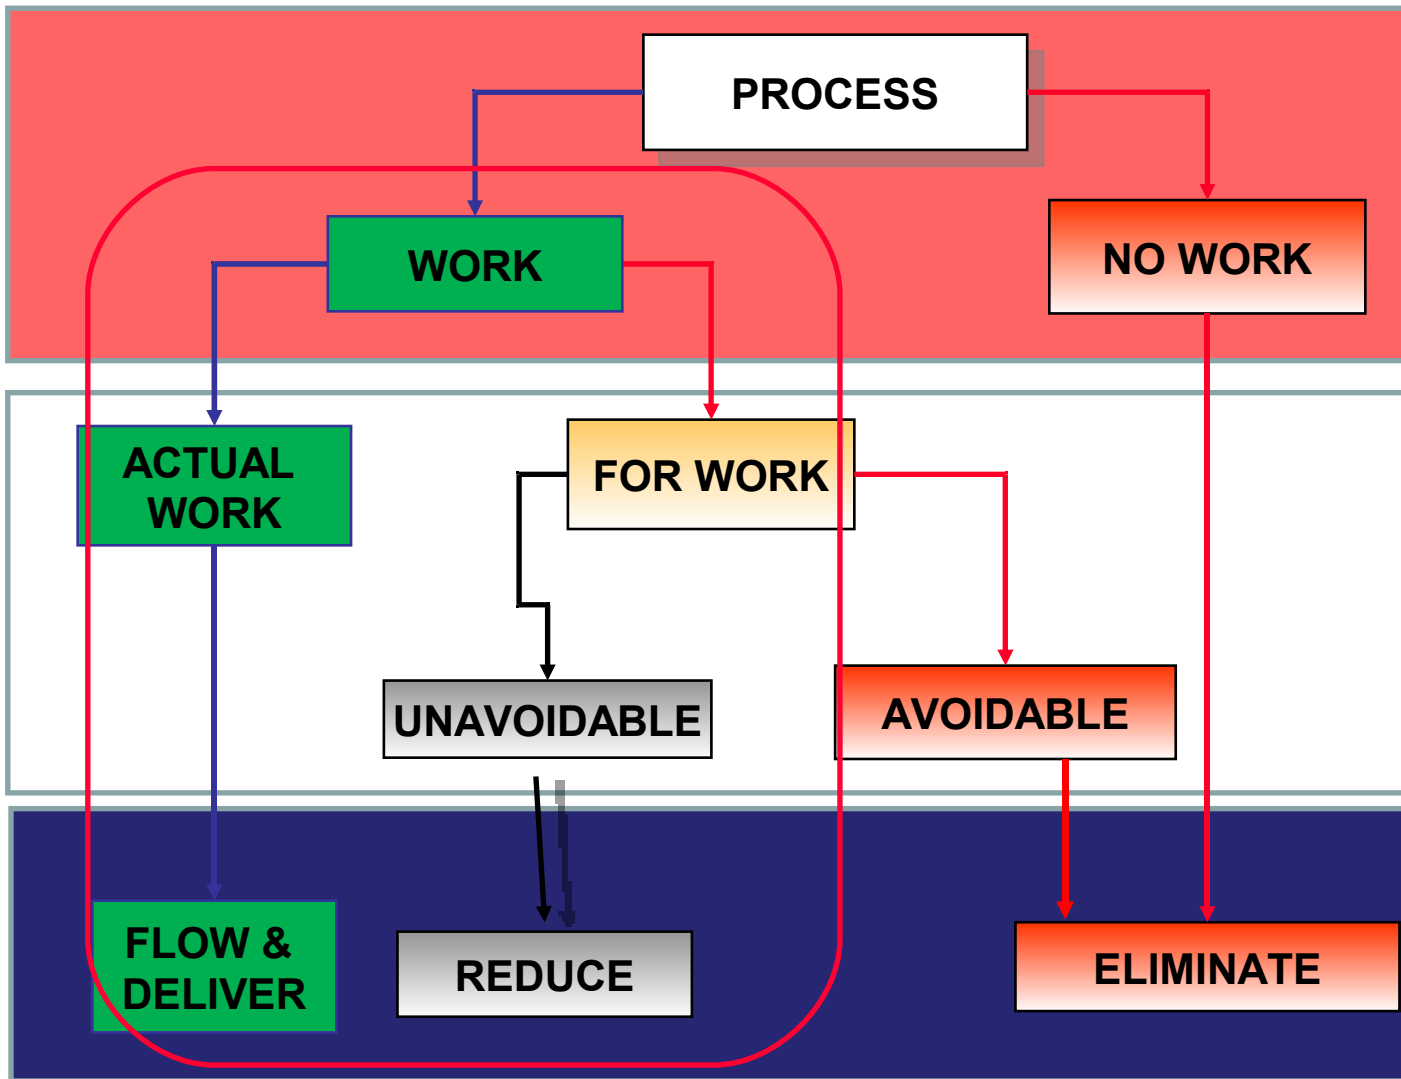 PROCESS
WORK
NO WORK
ACTUAL
WORK
FOR WORK
UNAVOIDABLE
AVOIDABLE
FLOW &
DELIVER
REDUCE
ELIMINATE